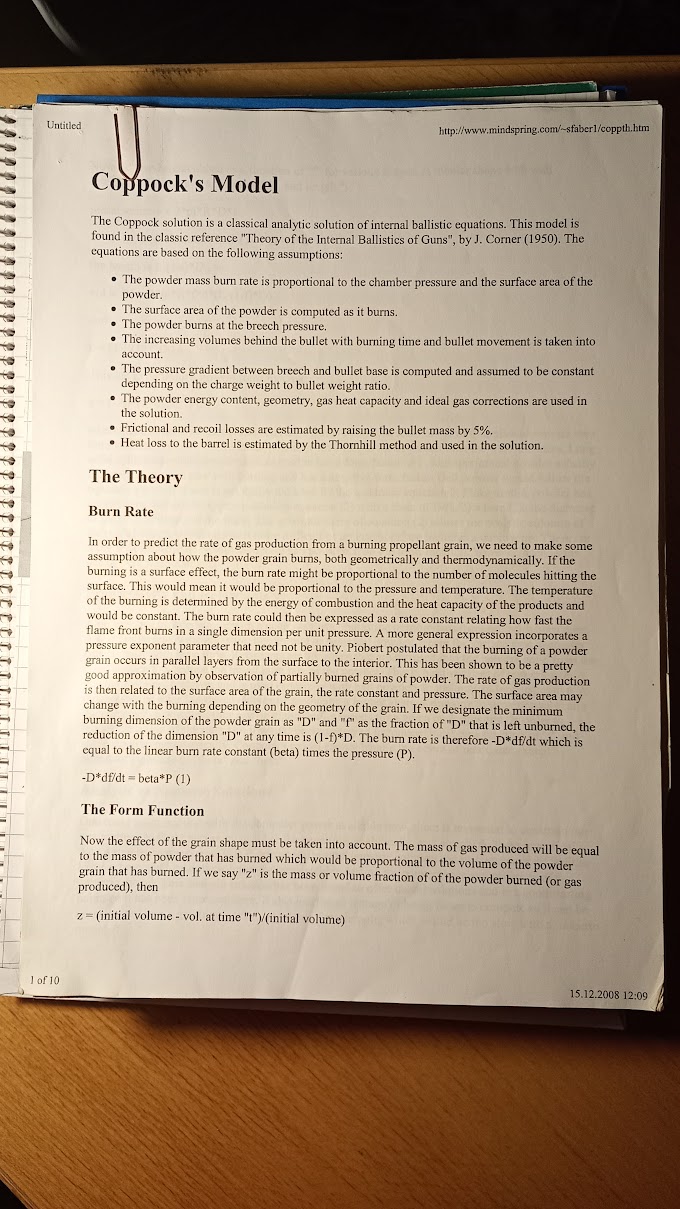 Untitled
http://www.mindspring.com/~sfaber1/coppth.htm
Coppock's Model
The Coppock solution is a classical analytic solution of internal ballistic equations. This model is
found in the classic reference "Theory of the Internal Ballistics of Guns", by J. Corner (1950). The
equations are based on the following assumptions:
• The powder mass burn rate is proportional to the chamber pressure and the surface area of the
powder.
• The surface area of the powder is computed as it burns.
• The powder burns at the breech pressure.
• The increasing volumes behind the bullet with burning time and bullet movement is taken into
account.
• The pressure gradient between breech and bullet base is computed and assumed to be constant
depending on the charge weight to bullet weight ratio.
• The powder energy content, geometry, gas heat capacity and ideal gas corrections are used in
the solution.
• Frictional and recoil losses are estimated by raising the bullet mass by 5%.
• Heat loss to the barrel is estimated by the Thornhill method and used in the solution.
The Theory
Burn Rate
In order to predict the rate of gas production from a burning propellant grain, we need to make some
assumption about how the powder grain burns, both geometrically and thermodynamically. If the
burning is a surface effect, the burn rate might be proportional to the number of molecules hitting the
surface. This would mean it would be proportional to the pressure and temperature. The temperature
of the burning is determined by the energy of combustion and the heat capacity of the products and
would be constant. The burn rate could then be expressed as a rate constant relating how fast the
flame front burns in a single dimension per unit pressure. A more general expression incorporates a
pressure exponent parameter that need not be unity. Piobert postulated that the burning of a powder
grain occurs in parallel layers from the surface to the interior. This has been shown to be a pretty
good approximation by observation of partially burned grains of powder. The rate of gas production
is then related to the surface area of the grain, the rate constant and pressure. The surface area may
change with the burning depending on the geometry of the grain. If we designate the minimum
burning dimension of the powder grain as "D" and "f" as the fraction of "D" that is left unburned, the
reduction of the dimension "D" at any time is (1-f)*D. The burn rate is therefore -D*df/dt which is
equal to the linear burn rate constant (beta) times the pressure (P).
-D*df/dt = beta*P (1)
The Form Function
Now the effect of the grain shape must be taken into account. The mass of gas produced will be equal
to the mass of powder that has burned which would be proportional to the volume of the powder
grain that has burned. If we say "z" is the mass or volume fraction of of the powder burned (or gas
produced), then
z = (initial volume - vol. at time "t")/(initial volume)
1 of 10
15.12.2008 12:09